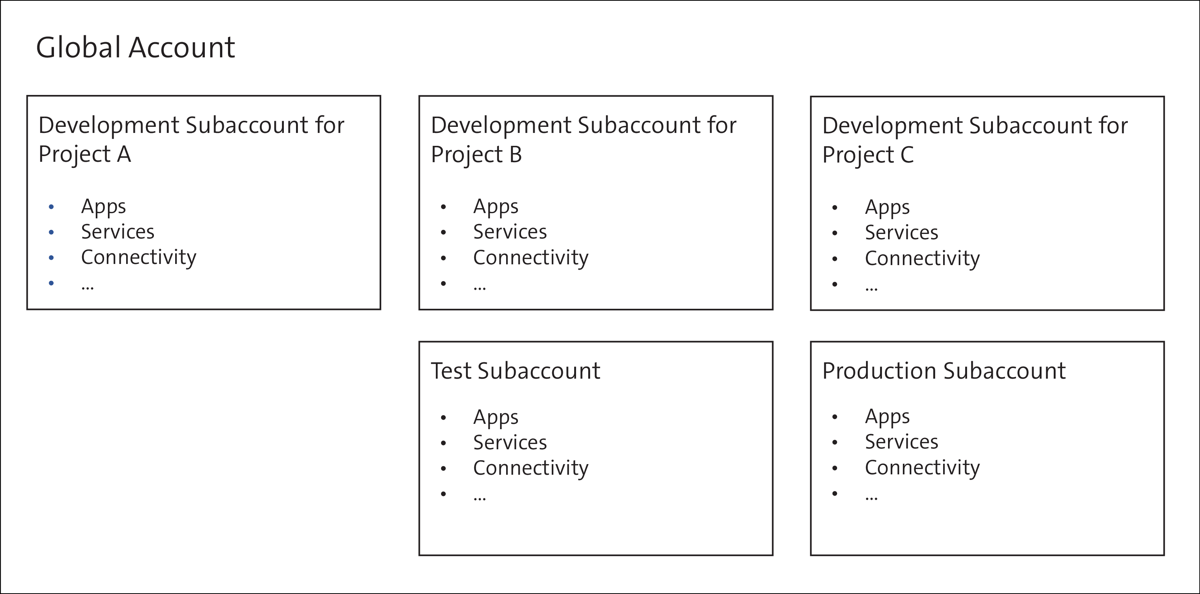 Global Account
Development Subaccount for
Project A
• Apps
• Services
• Connectivity
• ...
Development Subaccount for
Project B
• Apps
• Services
• Connectivity
• ...
Development Subaccount for
Project C
• Apps
• Services
• Connectivity
• ...
Test Subaccount
• Apps
• Services
• Connectivity
• ...
Production Subaccount
• Apps
• Services
• Connectivity
• ...